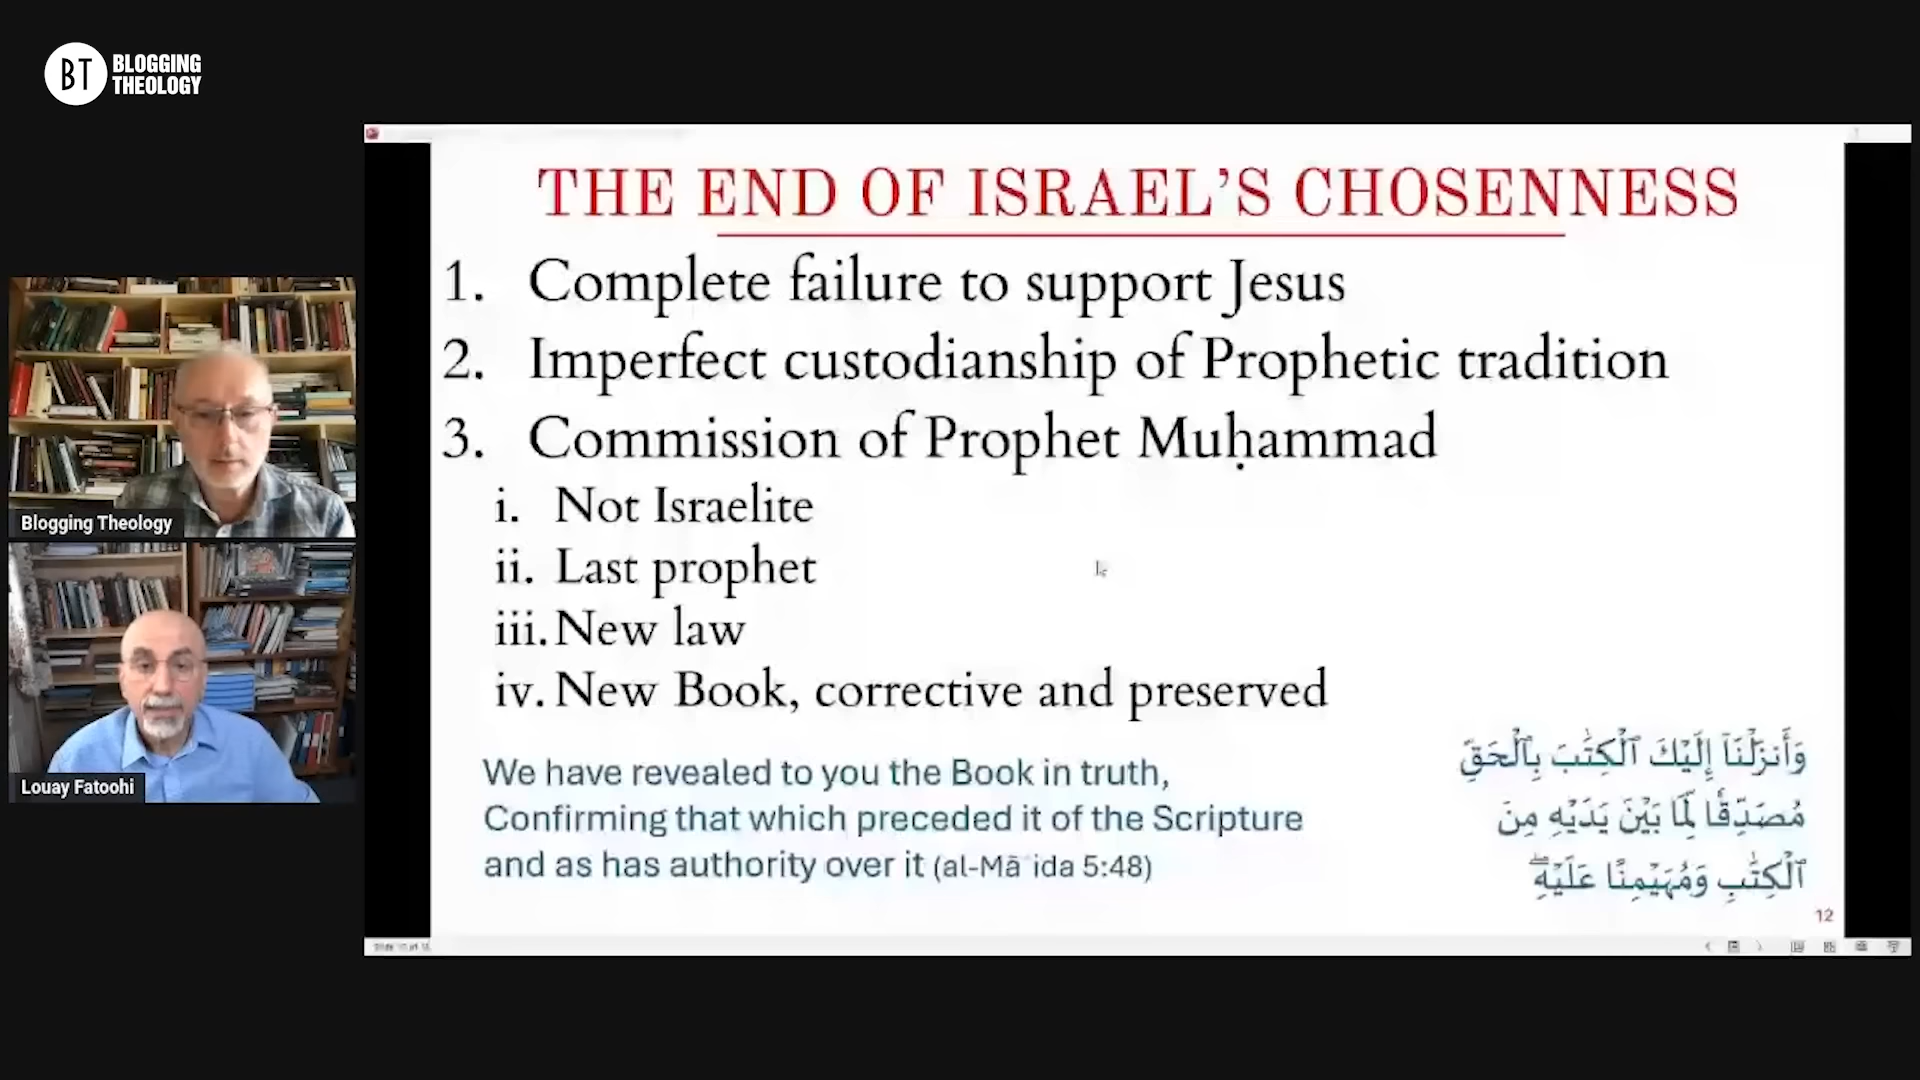 BT BLOGGING
THEOLOGY
THE END OF ISRAEL'S CHOSENNESS
1. Complete failure to support Jesus
2. Imperfect custodianship of Prophetic tradition
3. Commission of Prophet Muḥammad
i. Not Israelite
ii. Last prophet
iii. New law
iv. New Book, corrective and preserved
We have revealed to you the Book in truth,
Confirming that which preceded it of the Scripture
and as has authority over it (al-Mā ida 5:48)
وَأَنزَلْنَآ إِلَيْكَ ٱلْكِتَٰبَ بِٱلْحَقِّ
مُصَدِّقًا لِّمَا بَيْنَ يَدَيْهِ مِنَ
ٱلْكِتَٰبِ وَمُهَيْمِنًا عَلَيْهِ ۖ
12
Blogging Theology
Louay Fatoohi